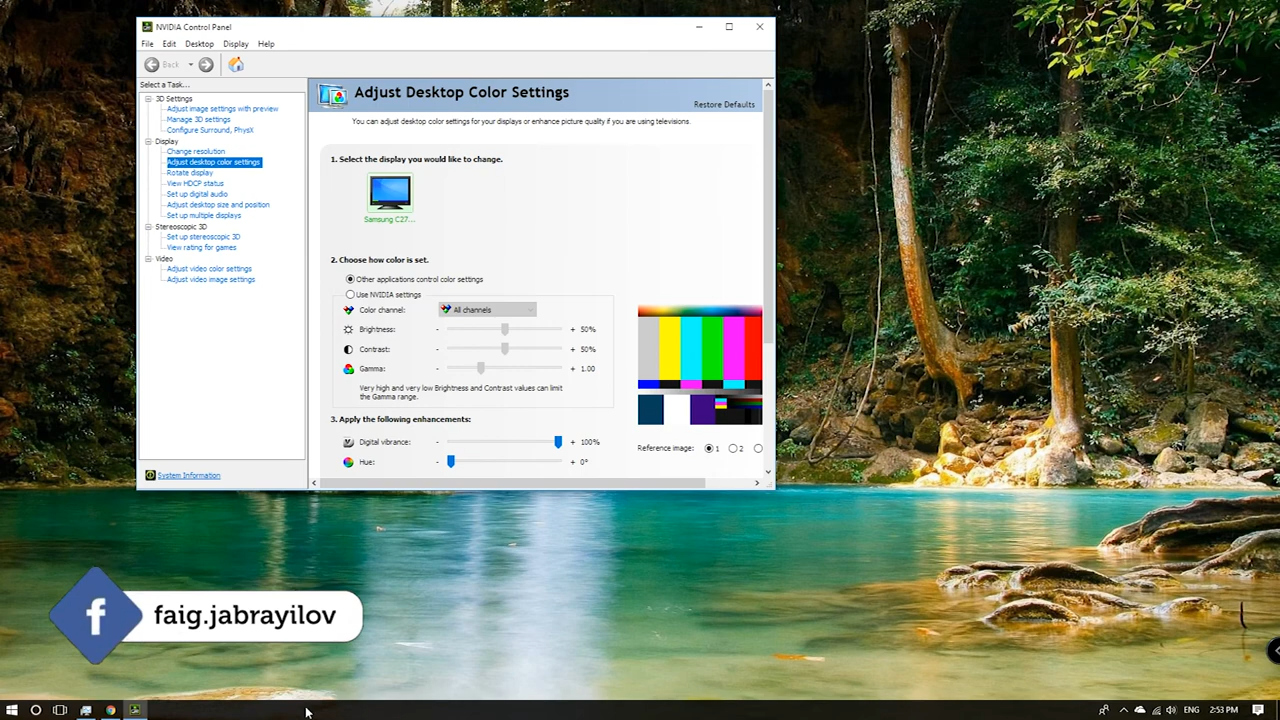 NVIDIA Control Panel
File Edit Desktop Display Help
Back
Select a Task...
3D Settings
Adjust image settings with preview
Manage 3D settings
Configure Surround, PhysX
Display
Change resolution
Adjust desktop color settings
Rotate display
View HDCP status
Set up digital audio
Adjust desktop size and position
Set up multiple displays
Stereoscopic 3D
Set up stereoscopic 3D
View rating for games
Video
Adjust video color settings
Adjust video image settings
System Information
Adjust Desktop Color Settings
Restore Defaults
You can adjust desktop color settings for your displays or enhance picture quality if you are using televisions.
1. Select the display you would like to change.
Samsung C27...
2. Choose how color is set.
Other applications control color settings
Use NVIDIA settings
Color channel: All channels
Brightness: - + 50%
Contrast: - + 50%
Gamma: - + 1.00
Very high and very low Brightness and Contrast values can limit
the Gamma range.
3. Apply the following enhancements:
Digital vibrance: - + 100%
Hue: - + 0°
Reference image: 1 2
f faig.jabrayilov
ENG 2:53 PM